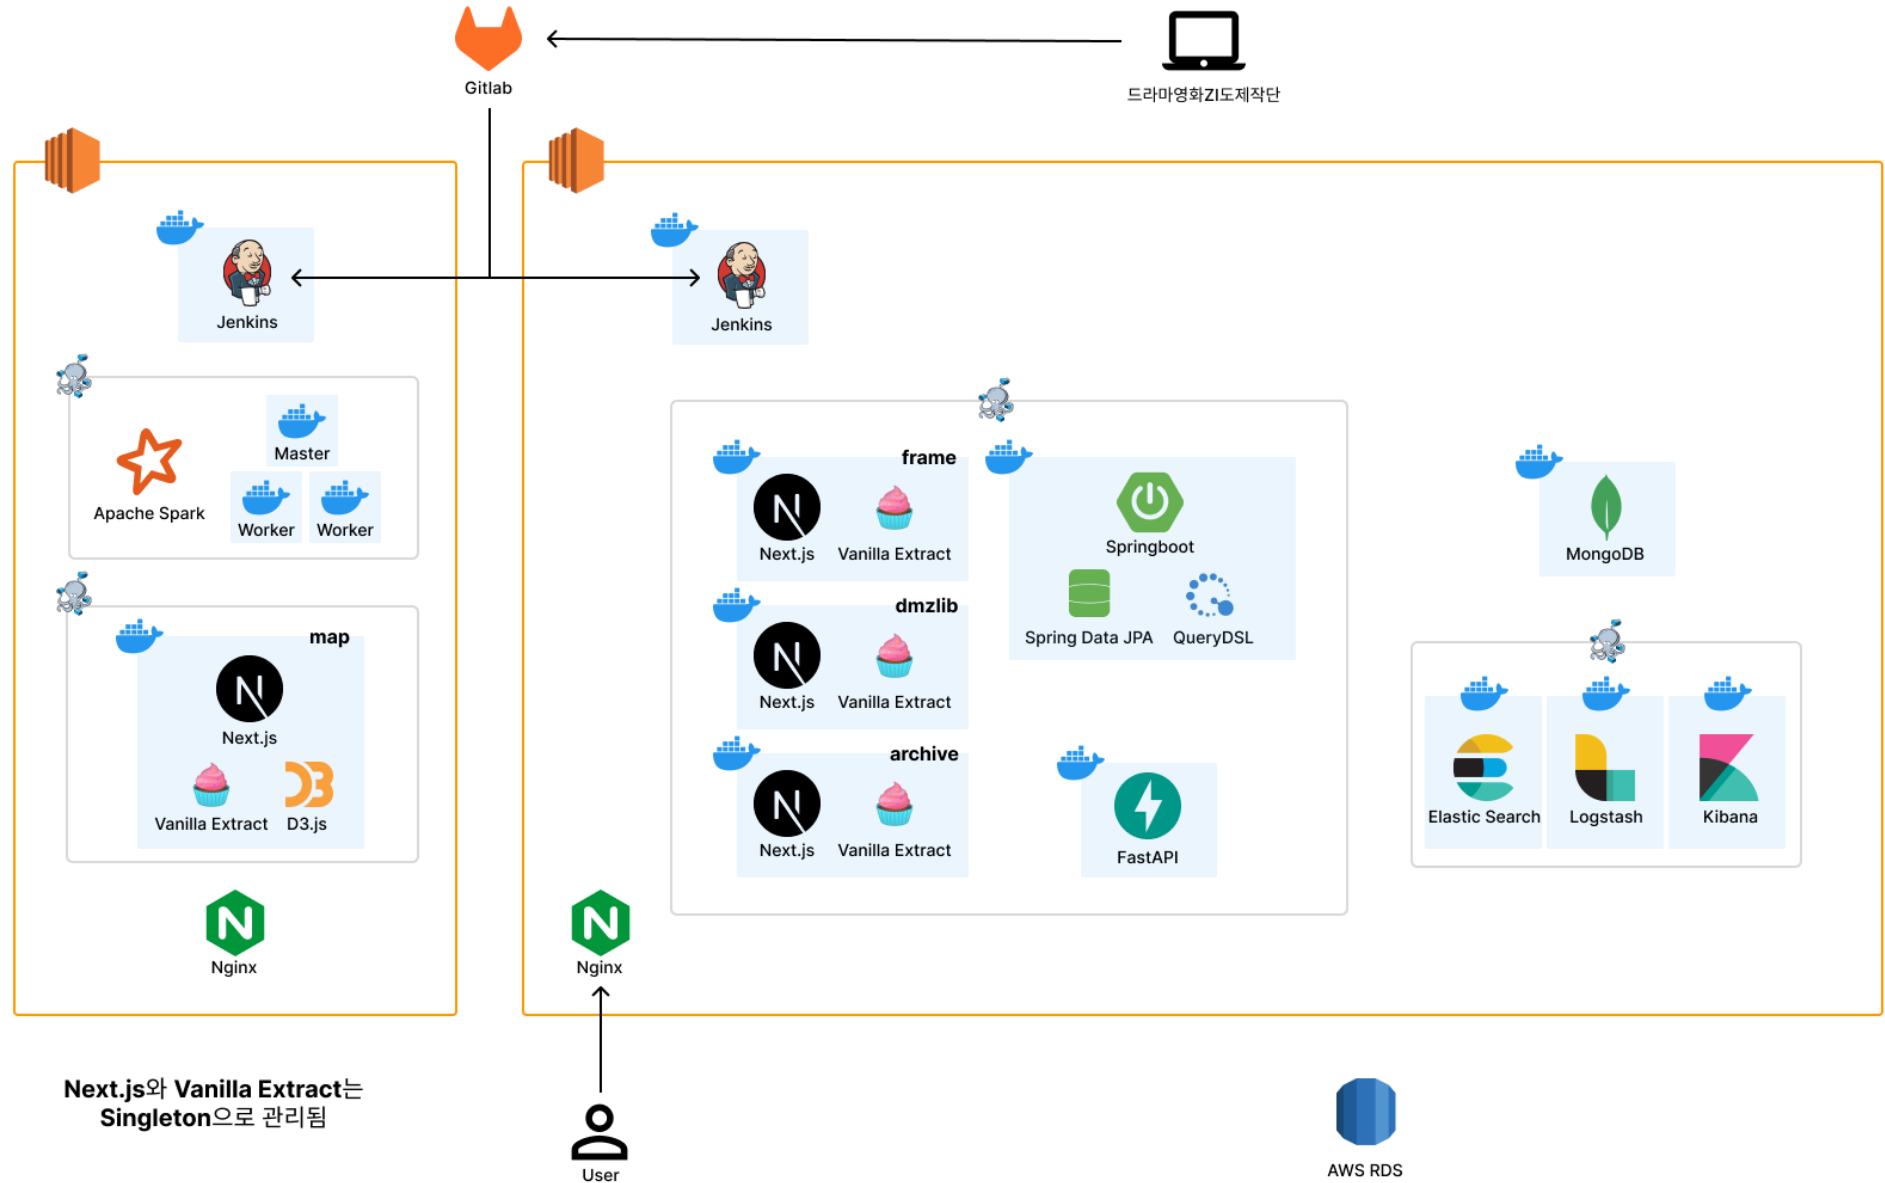 Gitlab
드라마영화ZI도제작단
Jenkins
Jenkins
Apache Spark
Master
Worker
Worker
map
Next.js
Vanilla Extract
D3.js
Nginx
frame
Next.js
Vanilla Extract
dmzlib
Next.js
Vanilla Extract
archive
Next.js
Vanilla Extract
Springboot
Spring Data JPA
QueryDSL
FastAPI
MongoDB
Elastic Search
Logstash
Kibana
Nginx
Next.js와 Vanilla Extract는
Singleton으로 관리됨
User
AWS RDS